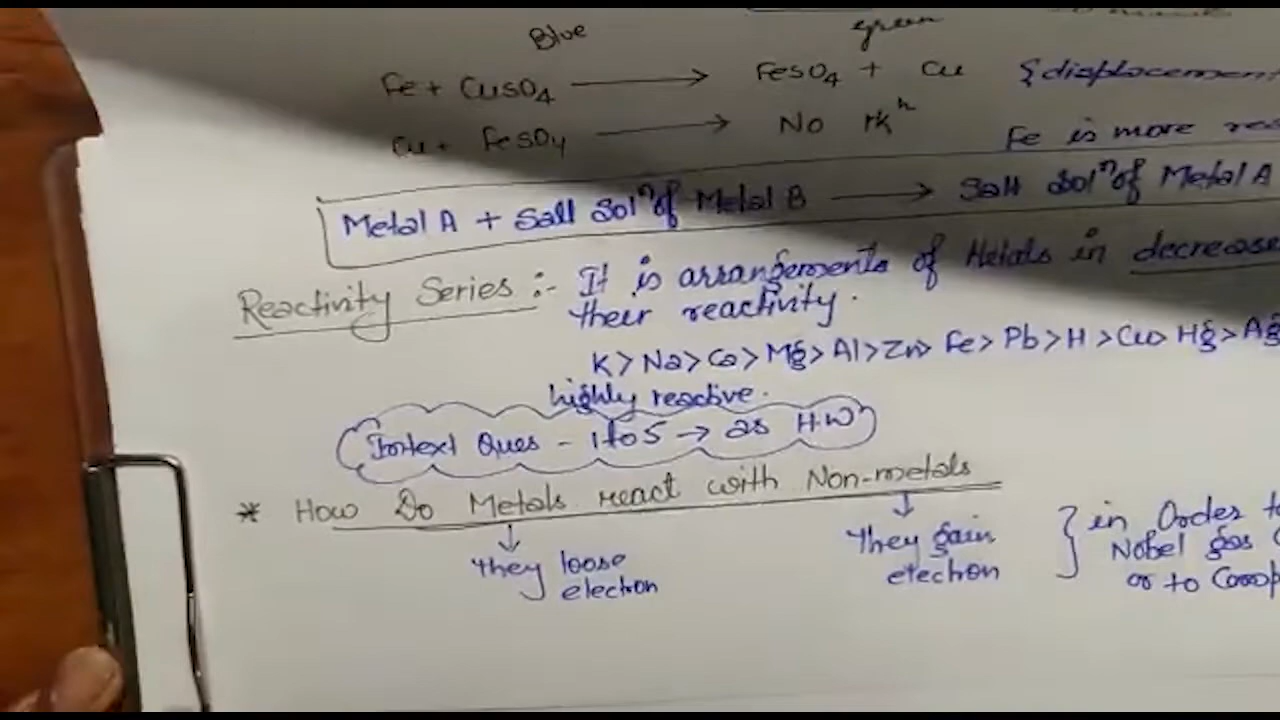 Blue green
Fe + CuSO4 → FeSO4 + Cu {displacement
Cu + FeSO4 → No rxn Fe is more
Metal A + Salt Solⁿ of Metal B → Salt Solⁿ of Metal A
Reactivity Series :- It is arrangements of Metals in decrease
their reactivity.
K > Na > Ca > Mg > Al > Zn > Fe > Pb > H > Cu > Hg > Ag
highly reactive.
Intext Ques - 1 to 5 → as H.W
* How Do Metals react with Non-metals
↓ ↓
they loose electron
they gain electron
} in Order to
Nobel gas
or to